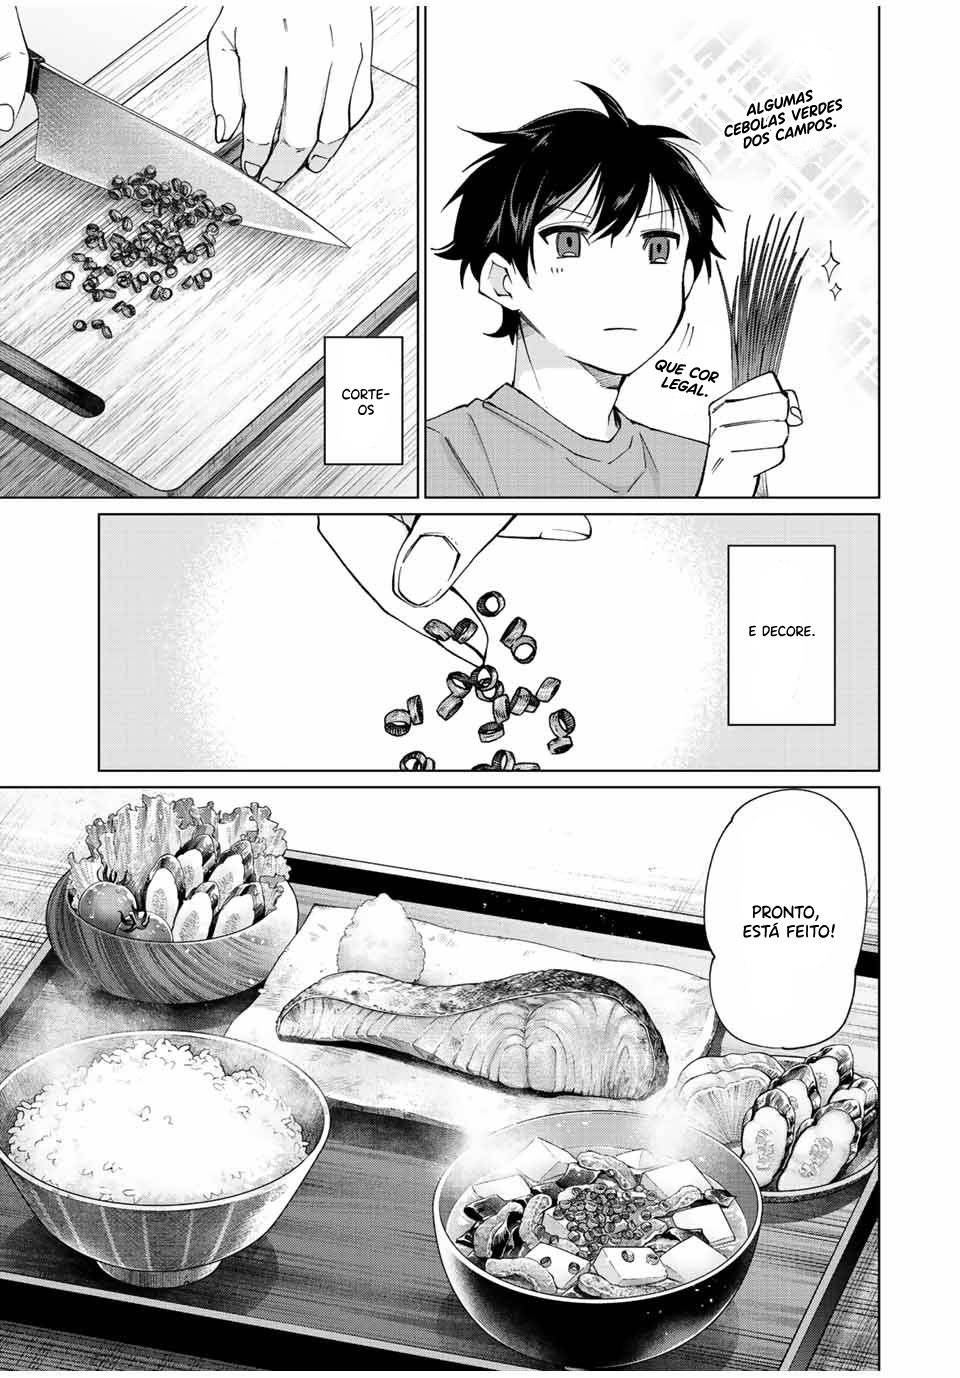 ALGUMAS
CEBOLAS VERDES
DOS CAMPOS.
QUE COR
LEGAL.
CORTE-
OS
E DECORE.
PRONTO,
ESTÁ FEITO!